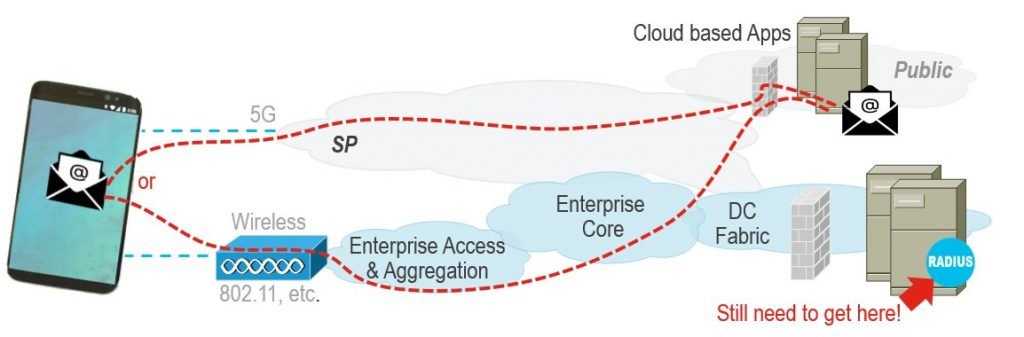 Cloud based Apps
Public
@
5G
SP
@
or
Wireless
802.11, etc.
Enterprise Access
& Aggregation
Enterprise
Core
DC
Fabric
RADIUS
Still need to get here!